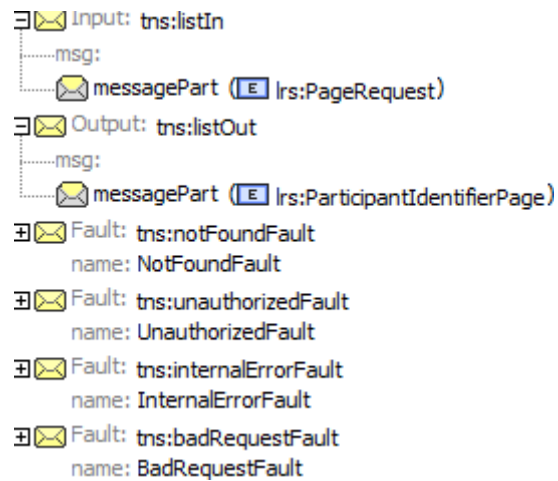 Input: tns:listIn
msg:
messagePart (E lrs:PageRequest)
Output: tns:listOut
msg:
messagePart (E lrs:ParticipantIdentifierPage)
Fault: tns:notFoundFault
name: NotFoundFault
Fault: tns:unauthorizedFault
name: UnauthorizedFault
Fault: tns:internalErrorFault
name: InternalErrorFault
Fault: tns:badRequestFault
name: BadRequestFault